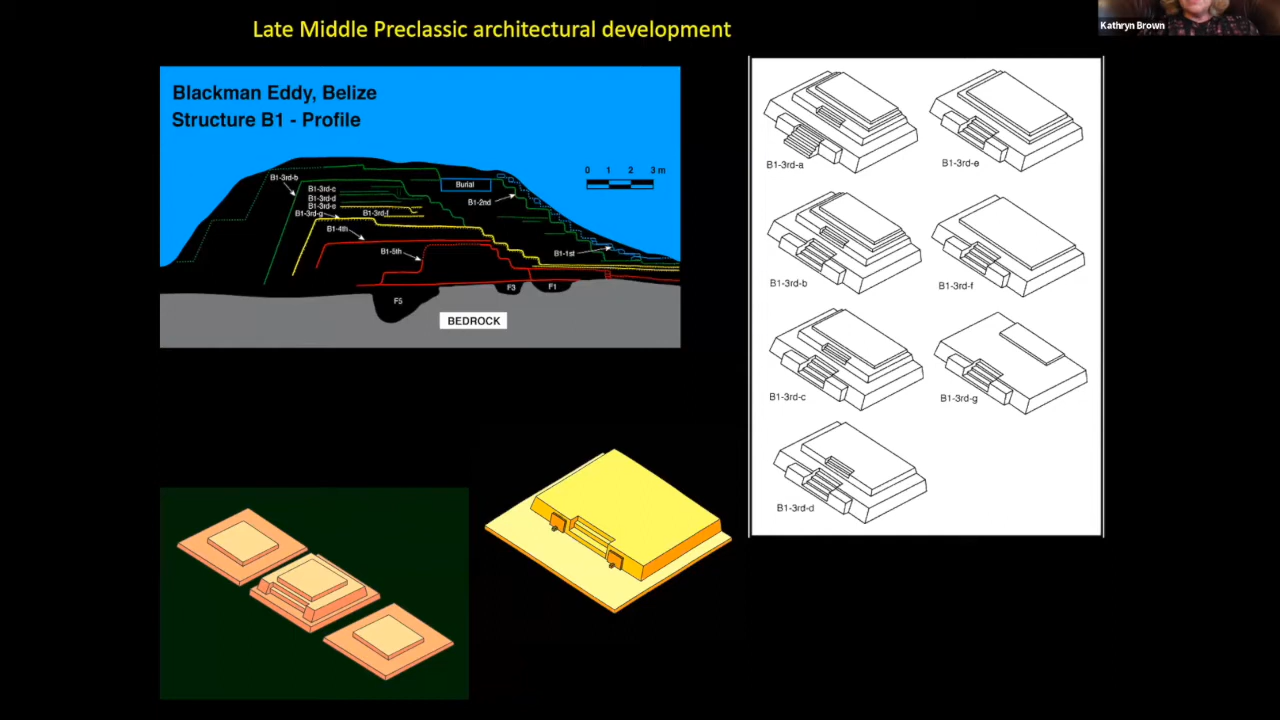 Late Middle Preclassic architectural development
Kathryn Brown
Blackman Eddy, Belize
Structure B1 - Profile
0 1 2 3 m
B1-3rd-b
Burial
B1-3rd-c
B1-3rd-d
B1-3rd-e
B1-3rd-g
B1-3rd-f
B1-2nd
B1-4th
B1-5th
B1-1st
F5
F3
F1
BEDROCK
B1-3rd-a
B1-3rd-e
B1-3rd-b
B1-3rd-f
B1-3rd-c
B1-3rd-g
B1-3rd-d